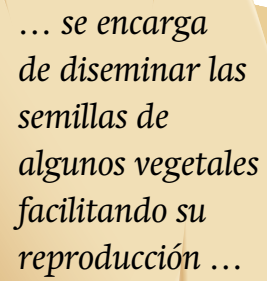 … se encarga
de diseminar las
semillas de
algunos vegetales
facilitando su
reproducción …